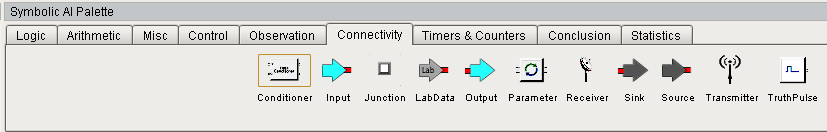 Symbolic AI Palette
Logic Arithmetic Misc Control Observation Connectivity Timers & Counters Conclusion Statistics
Lab
Conditioner Input Junction LabData Output Parameter Receiver Sink Source Transmitter TruthPulse